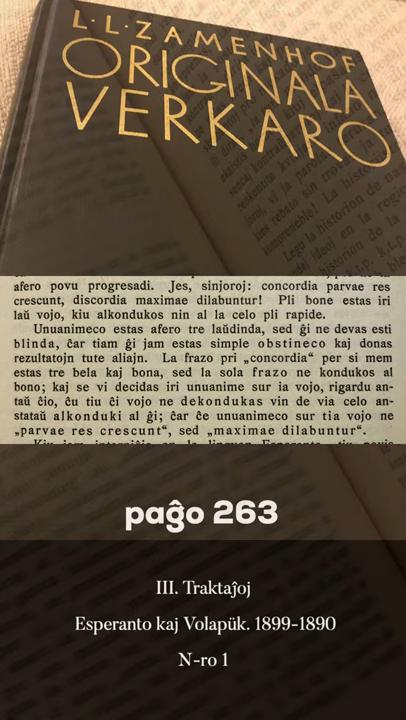 L·L·ZAMENHOF
ORIGINALA
VERKARO
afero povu progresadi. Jes, sinjoroj: concordia parvae res
crescunt, discordia maximae dilabuntur! Pli bone estas iri
laŭ vojo, kiu alkondukos nin al la celo pli rapide.
Unuanimeco estas afero tre laŭdinda, sed ĝi ne devas esti
blinda, ĉar tiam ĝi jam estas simple obstineco kaj donas
rezultatojn tute aliajn. La frazo pri „concordia“ per si mem
estas tre bela kaj bona, sed la sola frazo ne kondukos al
bono; kaj se vi decidas iri unuanime sur ia vojo, rigardu an-
taŭ ĉio, ĉu tiu ĉi vojo ne dekondukas vin de via celo an-
stataŭ alkonduki al ĝi; ĉar ĉe unuanimeco sur tia vojo ne
„parvae res crescunt“, sed „maximae dilabuntur“.
paĝo 263
III. Traktaĵoj
Esperanto kaj Volapük. 1899-1890
N-ro 1